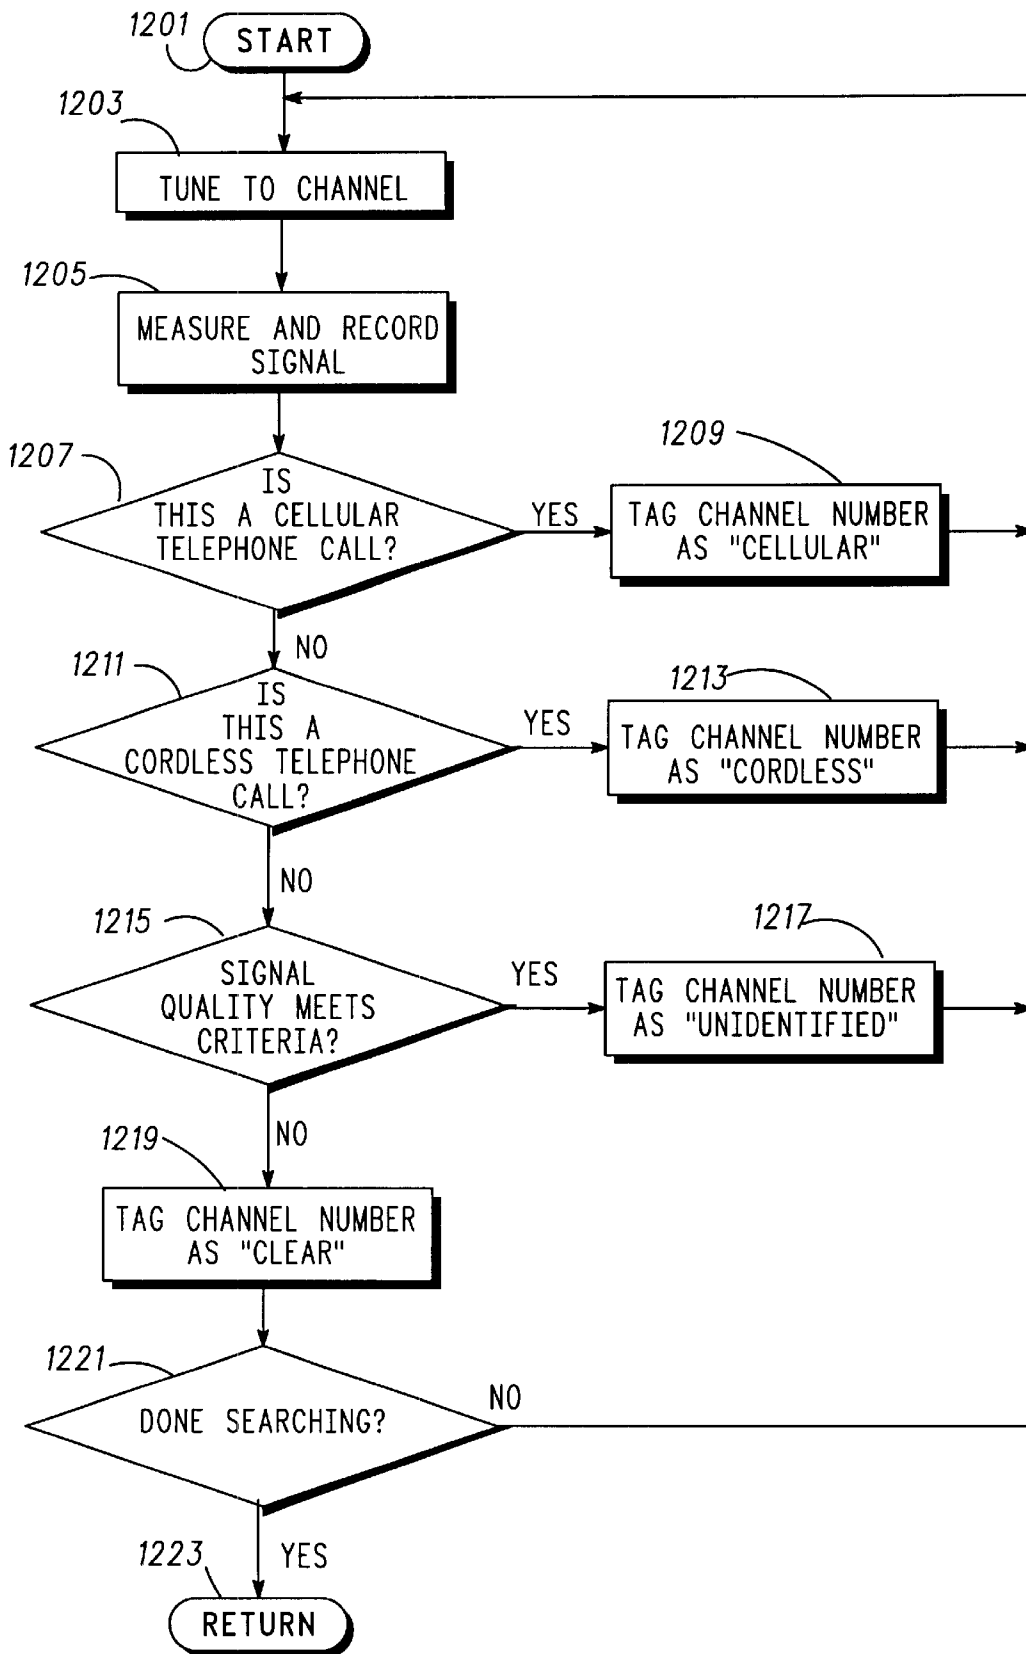 1201
START
1203
TUNE TO CHANNEL
1205
MEASURE AND RECORD
SIGNAL
1207
IS
THIS A CELLULAR
TELEPHONE CALL?
YES
1209
TAG CHANNEL NUMBER
AS "CELLULAR"
NO
1211
IS
THIS A
CORDLESS TELEPHONE
CALL?
YES
1213
TAG CHANNEL NUMBER
AS "CORDLESS"
NO
1215
SIGNAL
QUALITY MEETS
CRITERIA?
YES
1217
TAG CHANNEL NUMBER
AS "UNIDENTIFIED"
NO
1219
TAG CHANNEL NUMBER
AS "CLEAR"
1221
DONE SEARCHING?
NO
YES
1223
RETURN